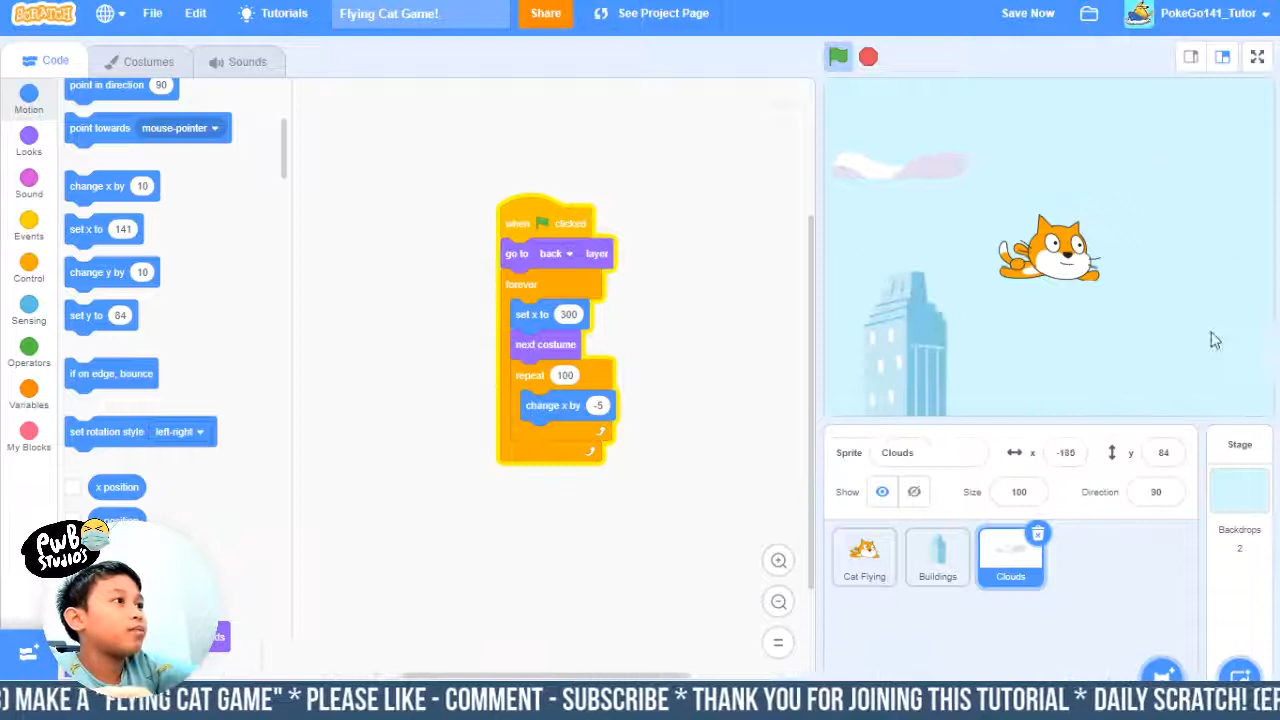 SCRATCH File Edit Tutorials Flying Cat Game! Share See Project Page Save Now PokeGo141_Tutor
Code Costumes Sounds
Motion
Looks
Sound
Events
Control
Sensing
Operators
Variables
My Blocks
point in direction 90
point towards mouse-pointer
change x by 10
set x to 141
change y by 10
set y to 84
if on edge, bounce
set rotation style left-right
x position
when clicked
go to back layer
forever
set x to 300
next costume
repeat 100
change x by -5
Sprite Clouds x y 84
Show Size 100 Direction 90
Cat Flying Buildings Clouds
Stage
Backdrops
2
PWB
STUDIO'S
) MAKE A "FLYING CAT GAME" * PLEASE LIKE - COMMENT - SUBSCRIBE * THANK YOU FOR JOINING THIS TUTORIAL * DAILY SCRATCH! (EP